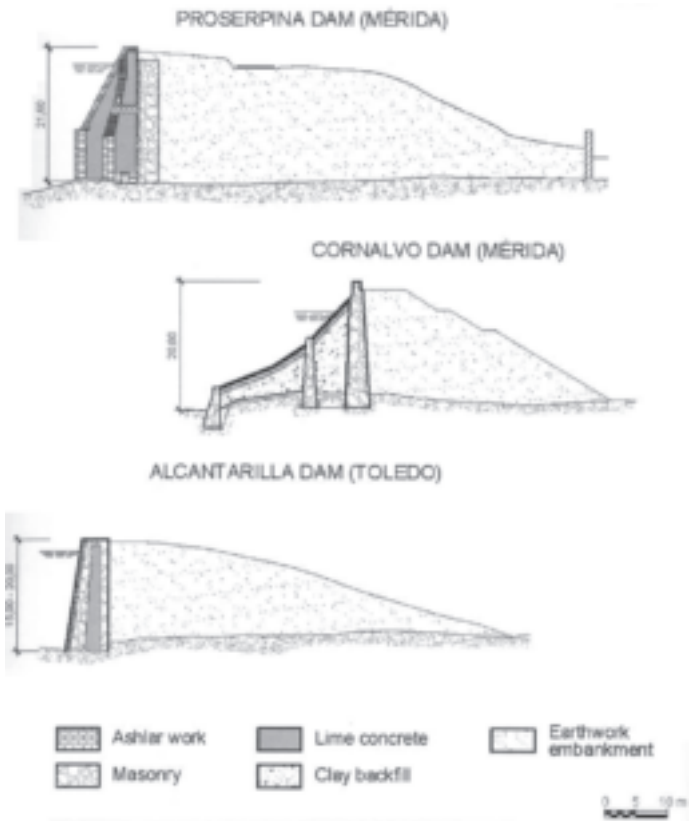 PROSERPINA DAM (MÉRIDA)
21,60
CORNALVO DAM (MÉRIDA)
20,80
ALCANTARILLA DAM (TOLEDO)
Ashlar work
Lime concrete
Earthwork
embankment
Masonry
Clay backfill
0 5 10 m